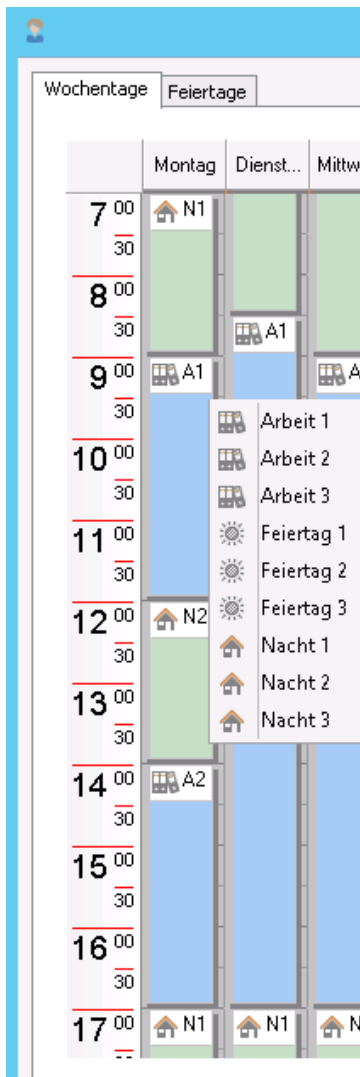 Wochentage Feiertage
Montag Dienst... Mittw
7 00 N1
30
8 00
30 A1
9 00 A1 A
30 Arbeit 1
10 00 Arbeit 2
30 Arbeit 3
11 00 Feiertag 1
30 Feiertag 2
12 00 N2 Feiertag 3
30 Nacht 1
13 00 Nacht 2
30 Nacht 3
14 00 A2
30
15 00
30
16 00
30
17 00 N1 N1 N